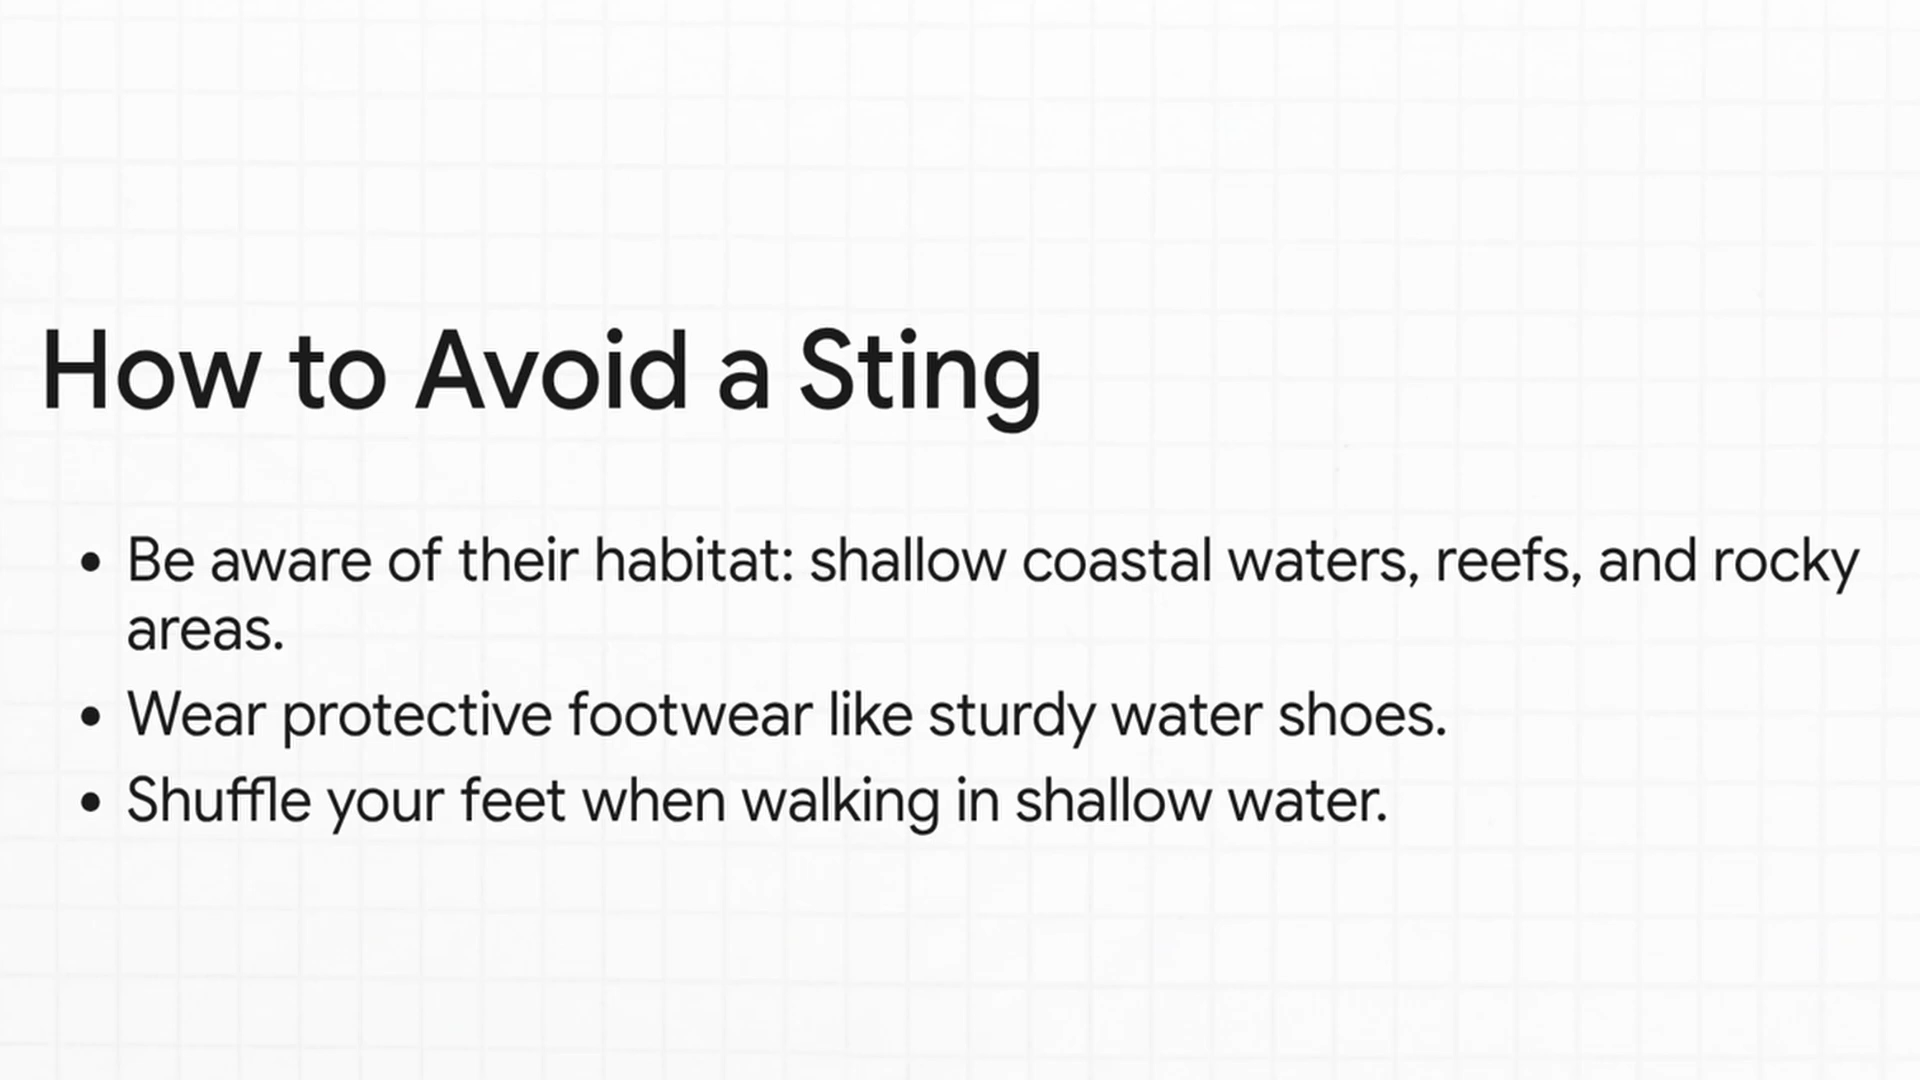 How to Avoid a Sting
• Be aware of their habitat: shallow coastal waters, reefs, and rocky
areas.
• Wear protective footwear like sturdy water shoes.
• Shuffle your feet when walking in shallow water.